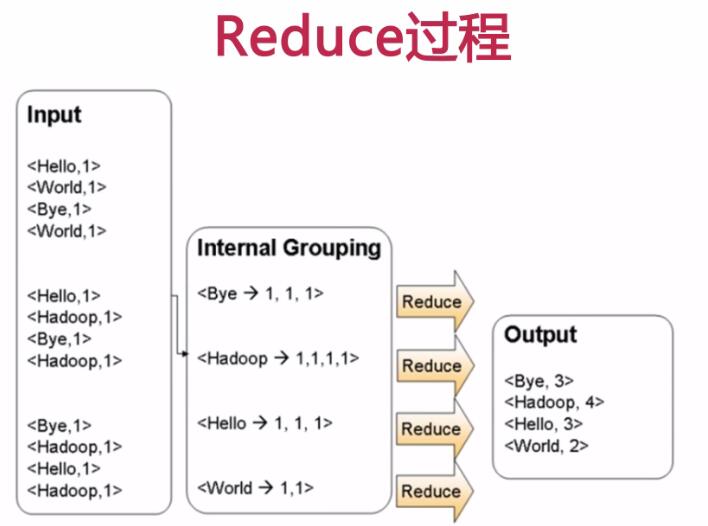 Reduce过程
Input
<Hello,1>
<World,1>
<Bye,1>
<World,1>
<Hello,1>
<Hadoop,1>
<Bye,1>
<Hadoop,1>
<Bye,1>
<Hadoop,1>
<Hello,1>
<Hadoop,1>
Internal Grouping
<Bye → 1, 1, 1>
<Hadoop → 1,1,1,1>
<Hello → 1, 1, 1>
<World → 1,1>
Reduce
Reduce
Reduce
Reduce
Output
<Bye, 3>
<Hadoop, 4>
<Hello, 3>
<World, 2>